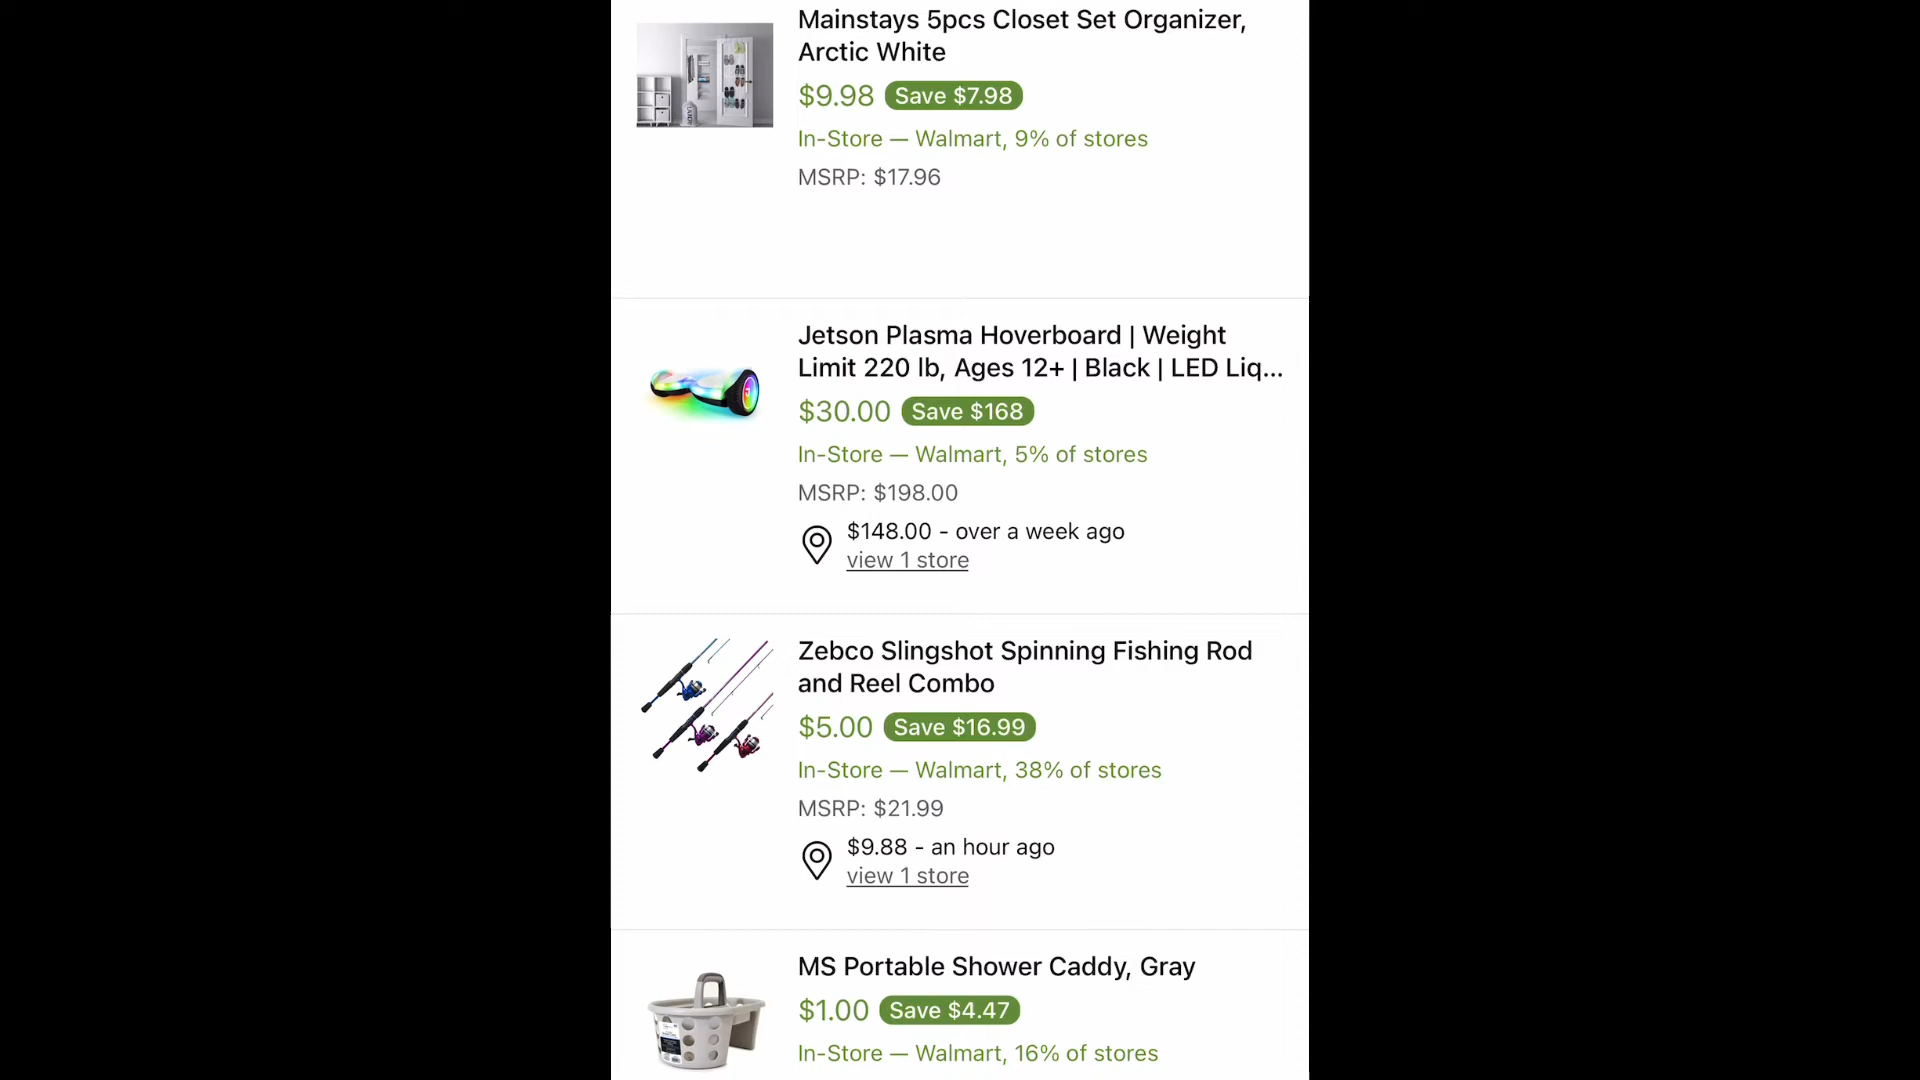 Mainstays 5pcs Closet Set Organizer,
Arctic White
$9.98 Save $7.98
In-Store — Walmart, 9% of stores
MSRP: $17.96
Jetson Plasma Hoverboard | Weight
Limit 220 lb, Ages 12+ | Black | LED Liq...
$30.00 Save $168
In-Store — Walmart, 5% of stores
MSRP: $198.00
$148.00 - over a week ago
view 1 store
Zebco Slingshot Spinning Fishing Rod
and Reel Combo
$5.00 Save $16.99
In-Store — Walmart, 38% of stores
MSRP: $21.99
$9.88 - an hour ago
view 1 store
MS Portable Shower Caddy, Gray
$1.00 Save $4.47
In-Store — Walmart, 16% of stores